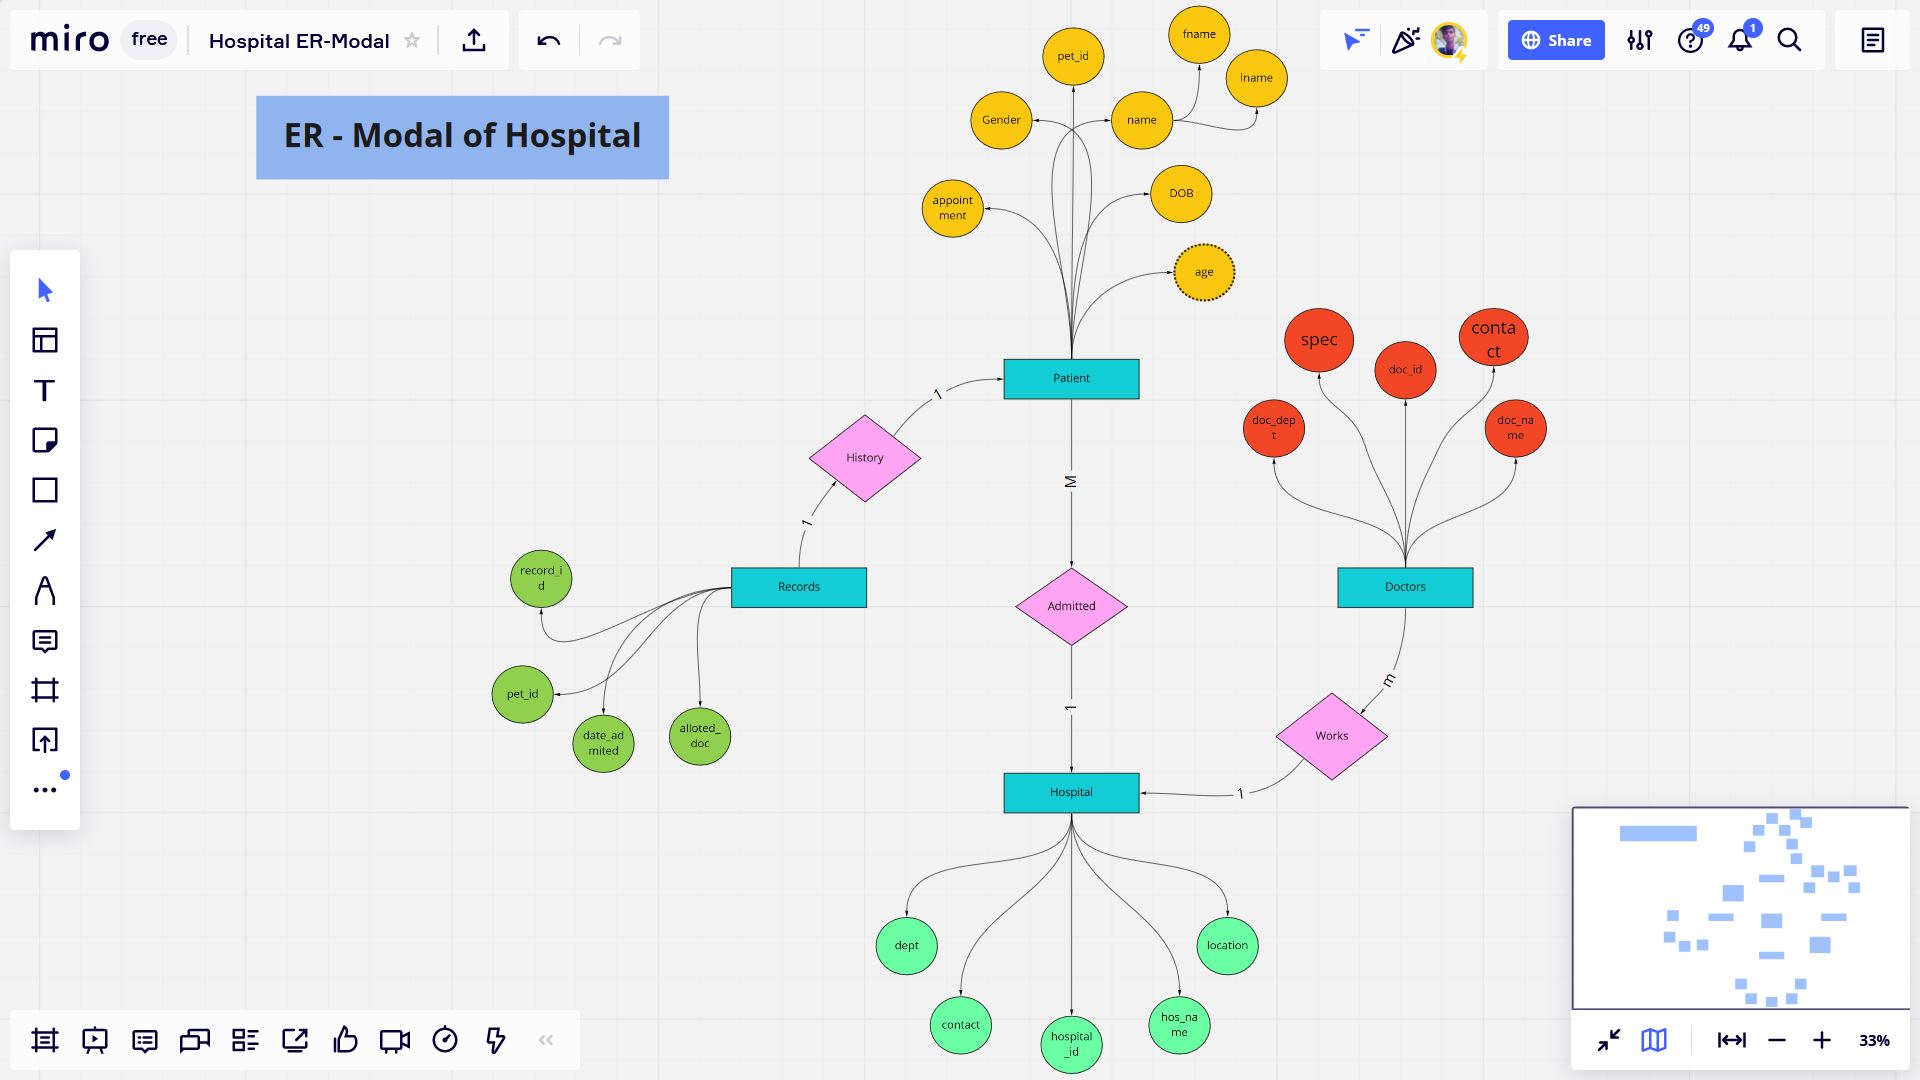 miro
free
Hospital ER-Modal
Share
49
1
ER - Modal of Hospital
fname
pet_id
lname
Gender
name
DOB
appoint
ment
age
spec
conta
ct
doc_id
doc_dep
t
doc_na
me
Patient
1
History
M
1
record_i
d
Records
Admitted
Doctors
pet_id
date_ad
mited
alloted_
doc
1
m
Works
Hospital
1
dept
location
contact
hospital
_id
hos_na
me
33%